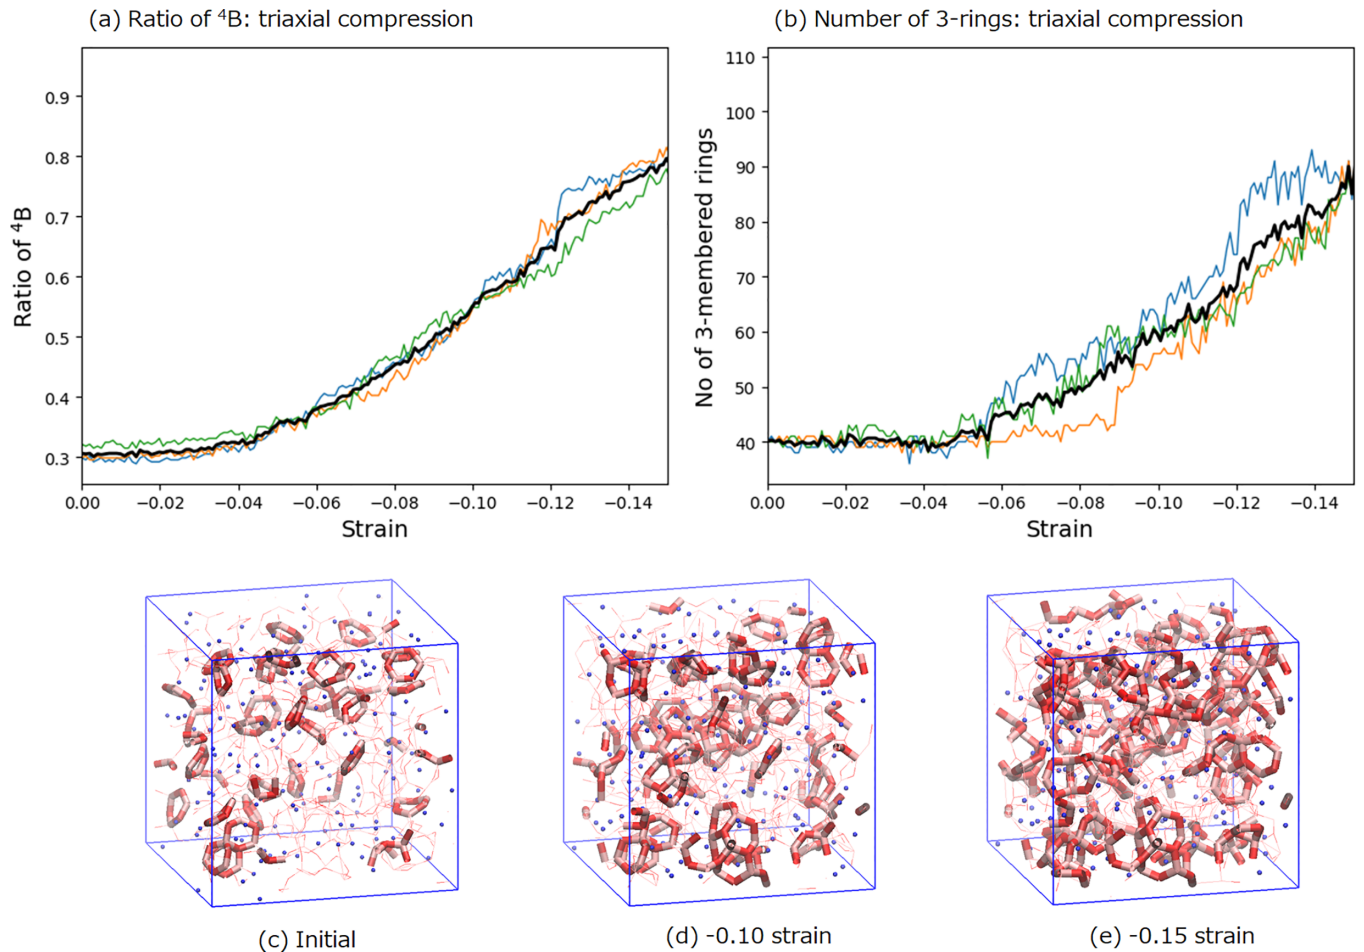 (a) Ratio of ⁴B: triaxial compression
(b) Number of 3-rings: triaxial compression
Ratio of ⁴B
0.9
0.8
0.7
0.6
0.5
0.4
0.3
0.00 −0.02 −0.04 −0.06 −0.08 −0.10 −0.12 −0.14
Strain
No of 3-membered rings
110
100
90
80
70
60
50
40
0.00 −0.02 −0.04 −0.06 −0.08 −0.10 −0.12 −0.14
Strain
(c) Initial
(d) -0.10 strain
(e) -0.15 strain